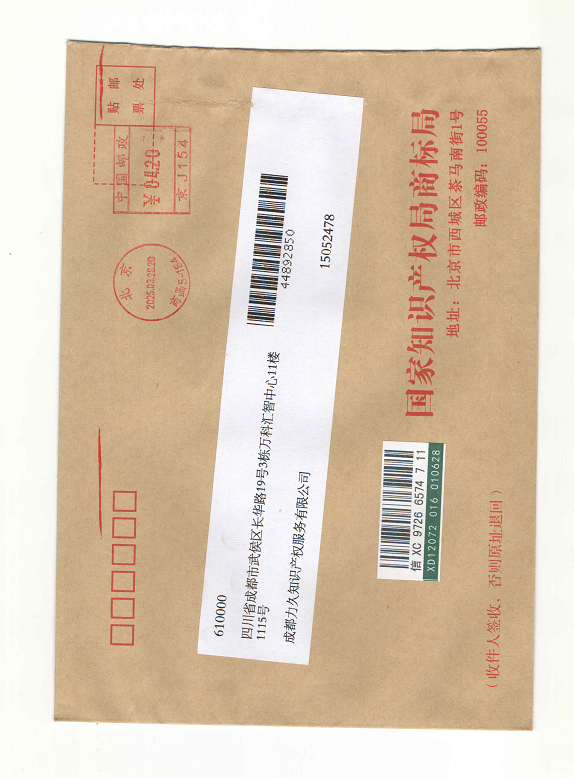 贴 邮
票 处
中国邮政
¥ 0420
京J154
北京
2025.03.28.20
610000
四川省成都市武侯区长华路19号3栋万科汇智中心11楼
1115号
成都力久知识产权服务有限公司
44892850
15052478
信 XC 9726 6574 7 11
XD12072 016 010628
国家知识产权局商标局
地址：北京市西城区茶马南街1号
邮政编码：100055
（收件人签收，否则原址退回）